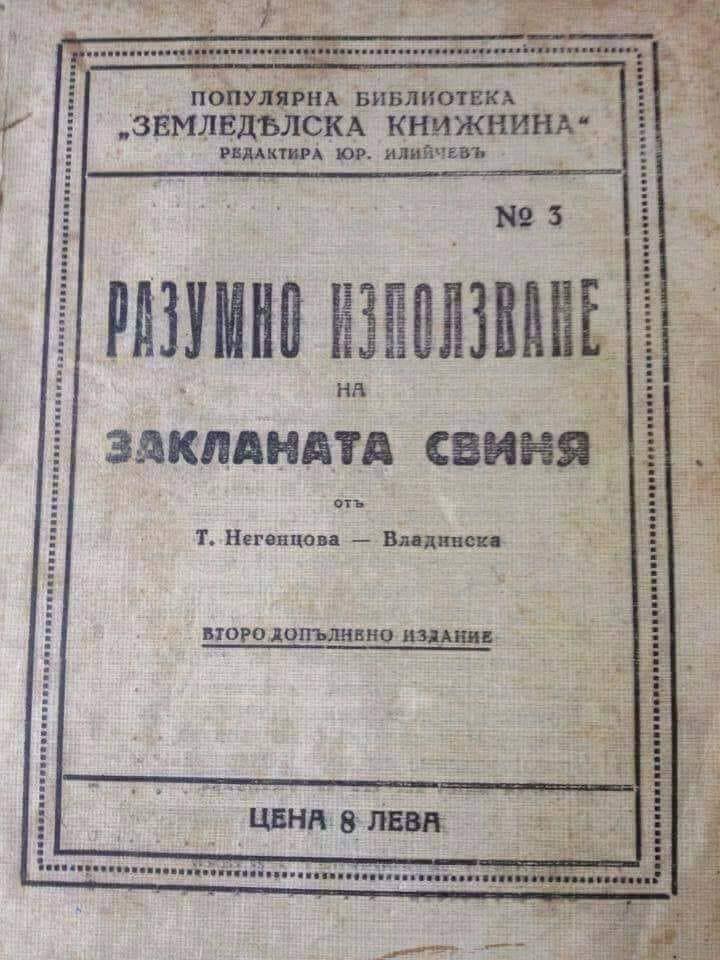 ПОПУЛЯРНА БИБЛИОТЕКА
„ЗЕМЛЕДѢЛСКА КНИЖНИНА“
РЕДАКТИРА ЮР. ИЛИЙЧЕВЪ
№ 3
РАЗУМНО ИЗПОЛЗВАНЕ
НА
ЗАКЛАНАТА СВИНЯ
отъ
Т. Негенцова — Владинска
ВТОРО ДОПЪЛНЕНО ИЗДАНИЕ
ЦЕНА 8 ЛЕВА